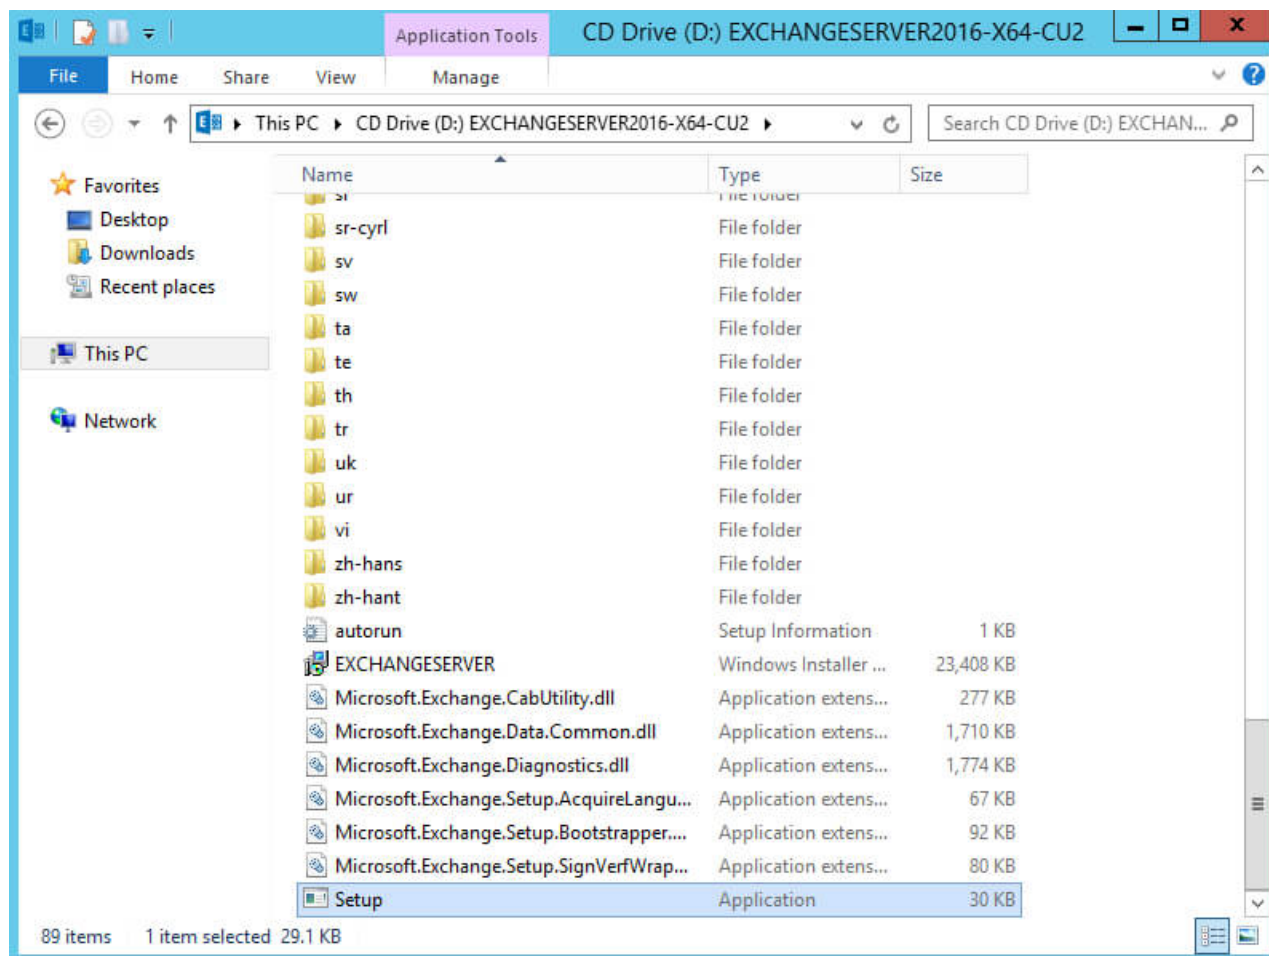 Application Tools
CD Drive (D:) EXCHANGESERVER2016-X64-CU2
File
Home
Share
View
Manage
This PC
CD Drive (D:) EXCHANGESERVER2016-X64-CU2
Search CD Drive (D:) EXCHAN...
Name
Type
Size
Favorites
Desktop
Downloads
Recent places
This PC
Network
sr-cyrl File folder
sv File folder
sw File folder
ta File folder
te File folder
th File folder
tr File folder
uk File folder
ur File folder
vi File folder
zh-hans File folder
zh-hant File folder
autorun Setup Information 1 KB
EXCHANGESERVER Windows Installer ... 23,408 KB
Microsoft.Exchange.CabUtility.dll Application extens... 277 KB
Microsoft.Exchange.Data.Common.dll Application extens... 1,710 KB
Microsoft.Exchange.Diagnostics.dll Application extens... 1,774 KB
Microsoft.Exchange.Setup.AcquireLangu... Application extens... 67 KB
Microsoft.Exchange.Setup.Bootstrapper.... Application extens... 92 KB
Microsoft.Exchange.Setup.SignVerfWrap... Application extens... 80 KB
Setup Application 30 KB
89 items 1 item selected 29.1 KB